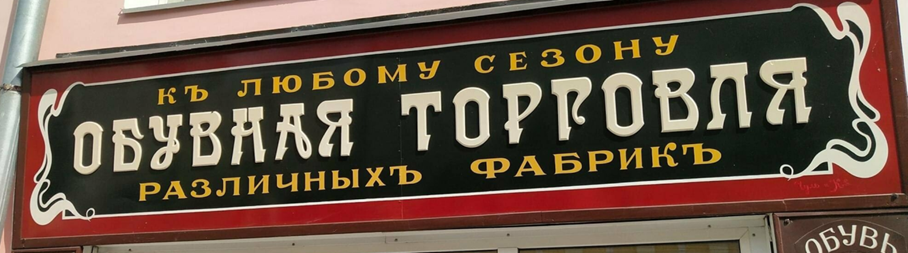 КЪ ЛЮБОМУ СЕЗОНУ
ОБУВНАЯ ТОРГОВЛЯ
РАЗЛИЧНЫХЪ ФАБРИКЪ
ОБУВЬ